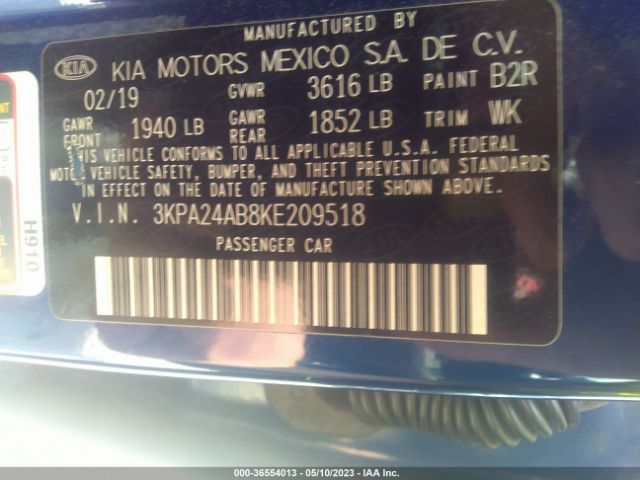 MANUFACTURED BY
KIA KIA MOTORS MEXICO S.A. DE C.V.
02/19 GVWR 3616 LB PAINT B2R
GAWR FRONT 1940 LB GAWR REAR 1852 LB TRIM WK
THIS VEHICLE CONFORMS TO ALL APPLICABLE U.S.A. FEDERAL
MOTOR VEHICLE SAFETY, BUMPER, AND THEFT PREVENTION STANDARDS
IN EFFECT ON THE DATE OF MANUFACTURE SHOWN ABOVE.
V.I.N. 3KPA24AB8KE209518
PASSENGER CAR
H910
000-36554013 - 05/10/2023 - IAA Inc.